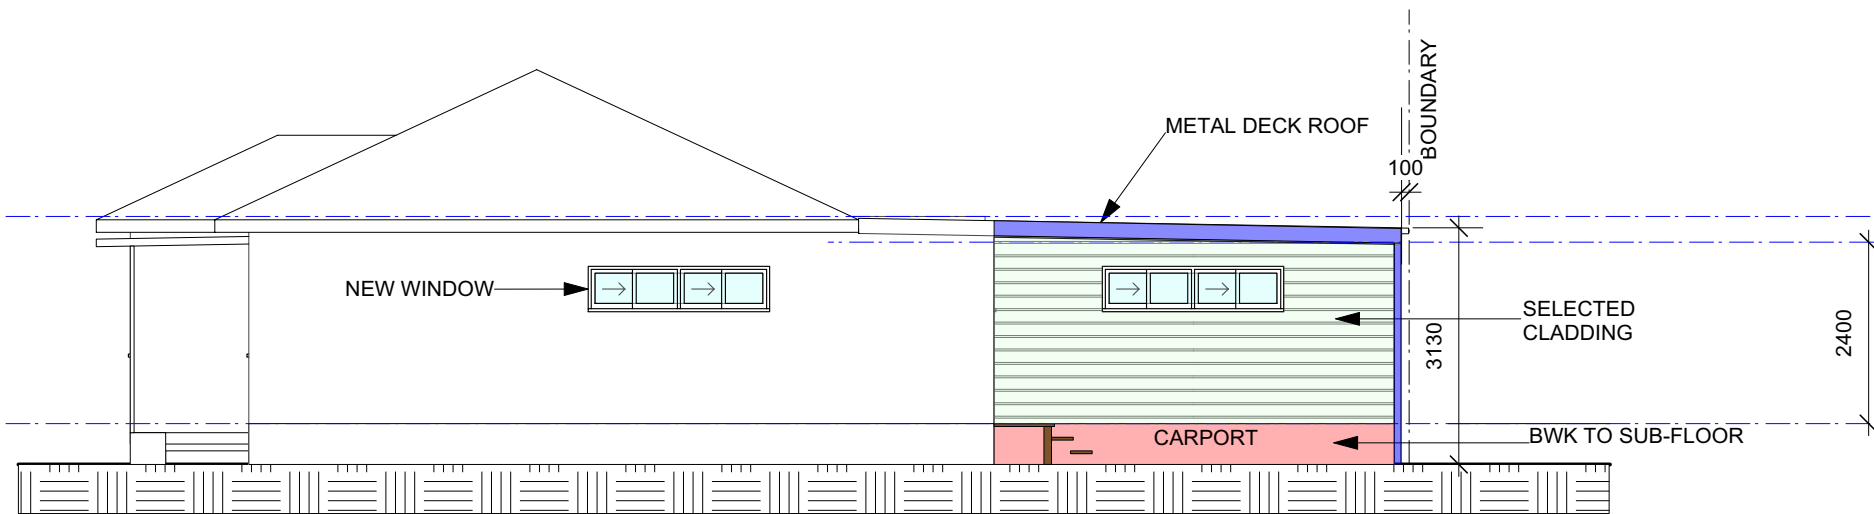 BOUNDARY
METAL DECK ROOF
100
NEW WINDOW
SELECTED
CLADDING
3130
2400
CARPORT
BWK TO SUB-FLOOR